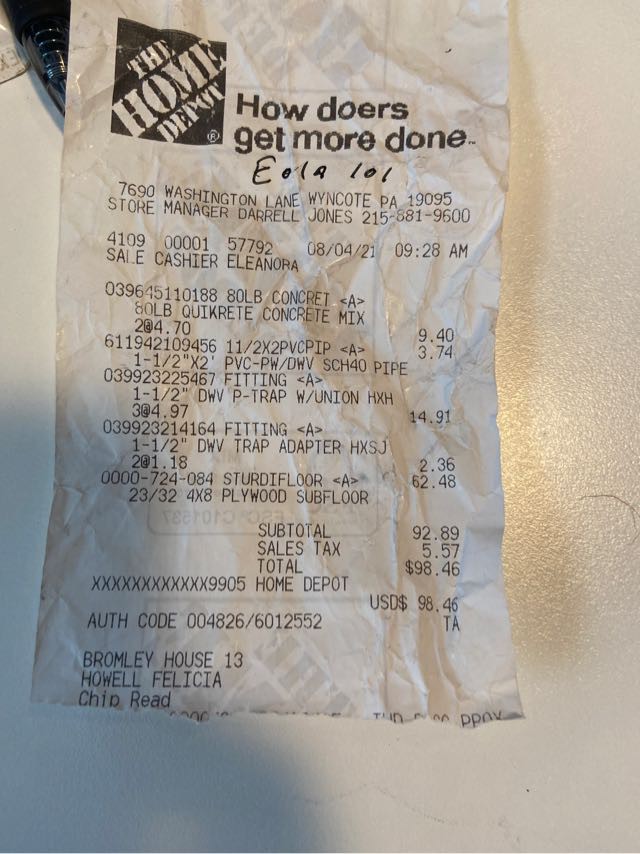 THE
HOME
DEPOT
How doers
get more done
Eola 101
7690 WASHINGTON LANE WYNCOTE PA 19095
STORE MANAGER DARRELL JONES 215-881-9600
4109 00001 57792 08/04/21 09:28 AM
SALE CASHIER ELEANORA
039645110188 80LB CONCRET <A>
80LB QUIKRETE CONCRETE MIX
2@4.70 9.40
611942109456 11/2X2PVCPIP <A> 3.74
1-1/2"X2' PVC-PW/DWV SCH40 PIPE
039923225467 FITTING <A>
1-1/2" DWV P-TRAP W/UNION HXH
3@4.97 14.91
039923214164 FITTING <A>
1-1/2" DWV TRAP ADAPTER HXSJ
2@1.18 2.36
0000-724-084 STURDIFLOOR <A> 62.48
23/32 4X8 PLYWOOD SUBFLOOR
SUBTOTAL 92.89
SALES TAX 5.57
TOTAL $98.46
XXXXXXXXXXXX9905 HOME DEPOT
USD$ 98.46
AUTH CODE 004826/6012552 TA
BROMLEY HOUSE 13
HOWELL FELICIA
Chip Read